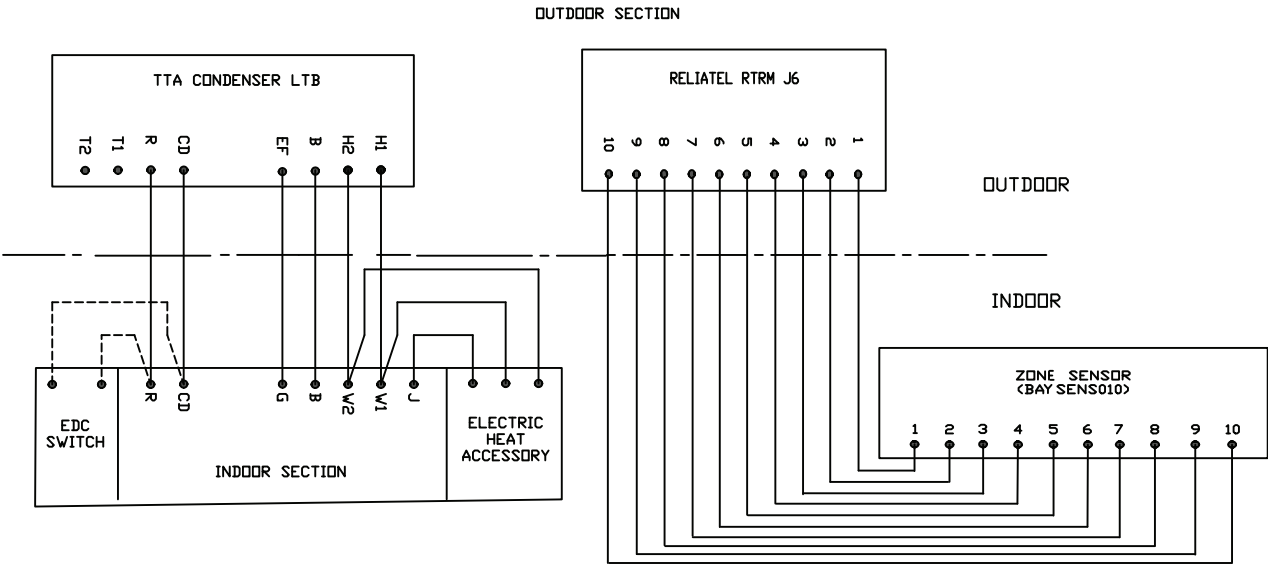 OUTDOOR SECTION
TTA CONDENSER LTB
T2 T1 R CD EF B H2 H1
RELIATEL RTRM J6
10 9 8 7 6 5 4 3 2 1
OUTDOOR
INDOOR
EDC
SWITCH
R CD G B W2 W1 J
INDOOR SECTION
ELECTRIC
HEAT
ACCESSORY
ZONE SENSOR
(BAYSENS010)
1 2 3 4 5 6 7 8 9 10